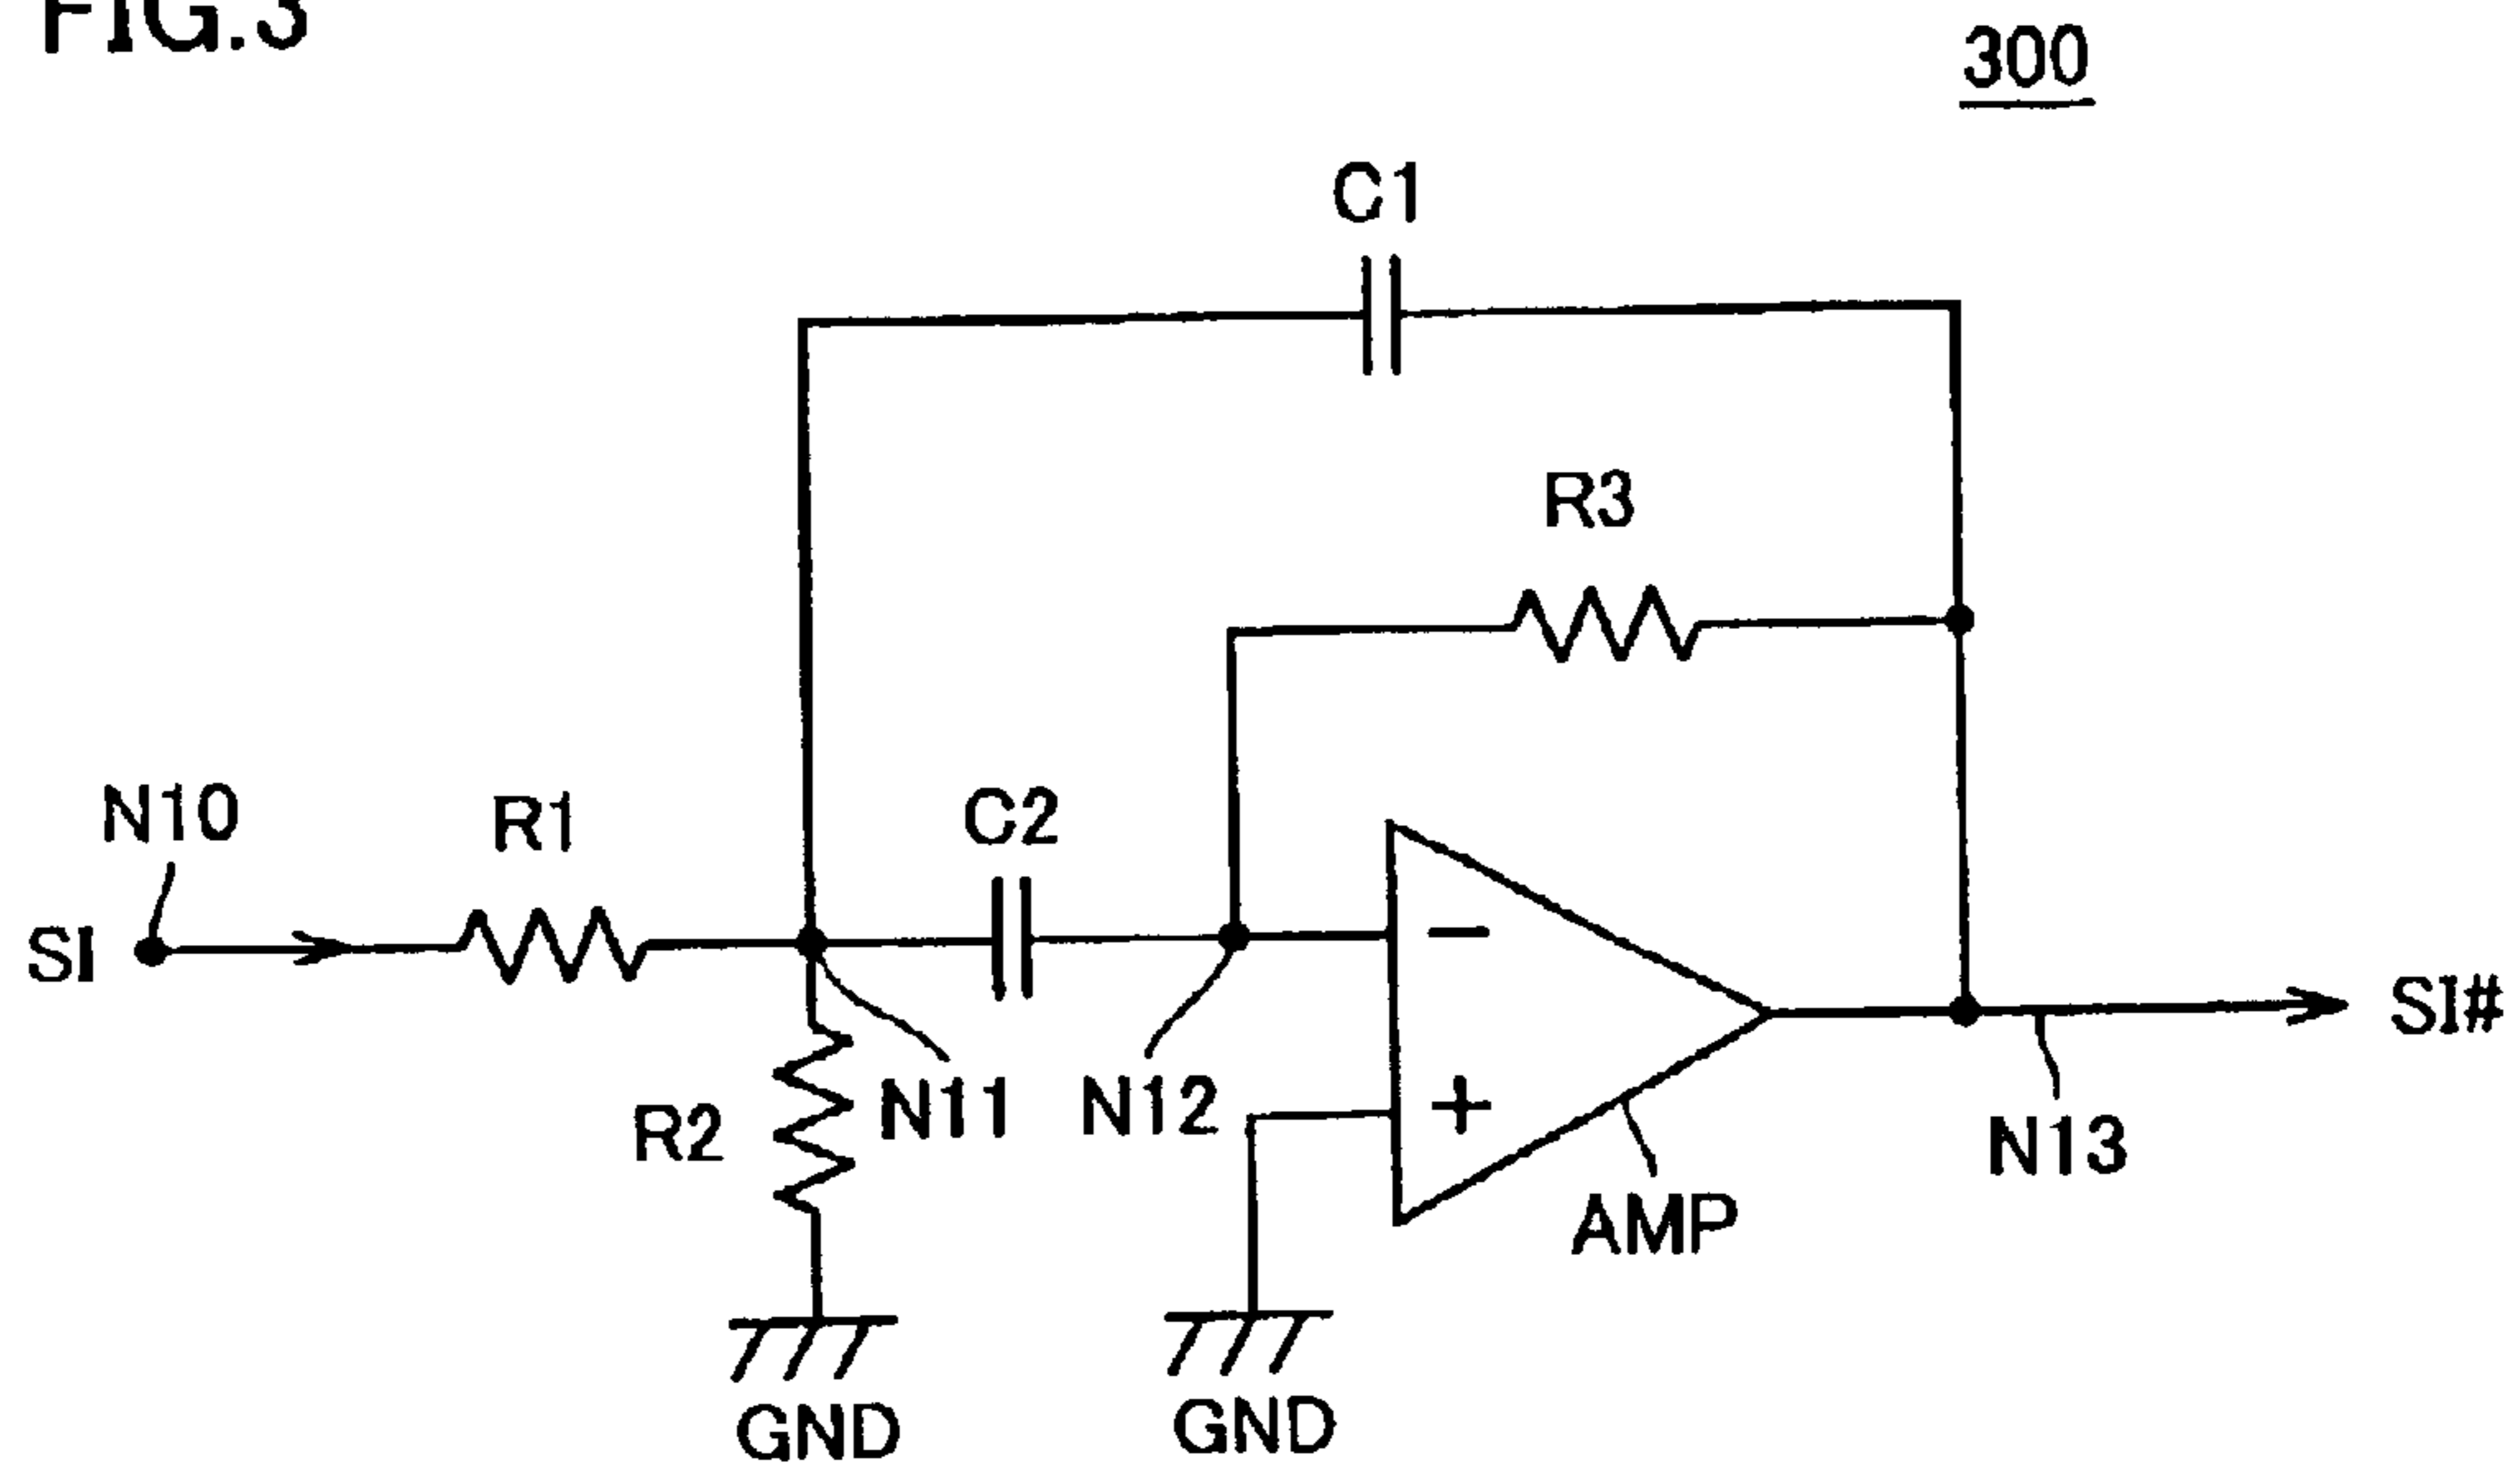 FIG.3
300
C1
R3
N10
R1
C2
SI
−
SI#
R2
N11
N12
+
N13
AMP
GND
GND